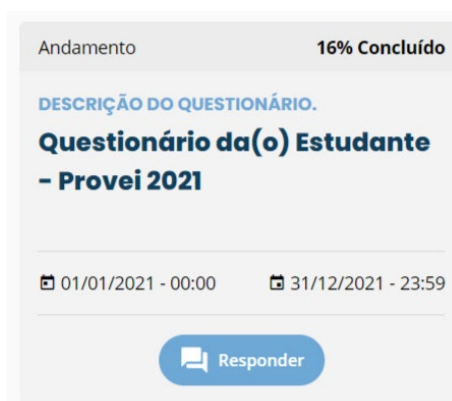 Andamento 16% Concluído
DESCRIÇÃO DO QUESTIONÁRIO.
Questionário da(o) Estudante
- Provei 2021
01/01/2021 - 00:00 31/12/2021 - 23:59
Responder